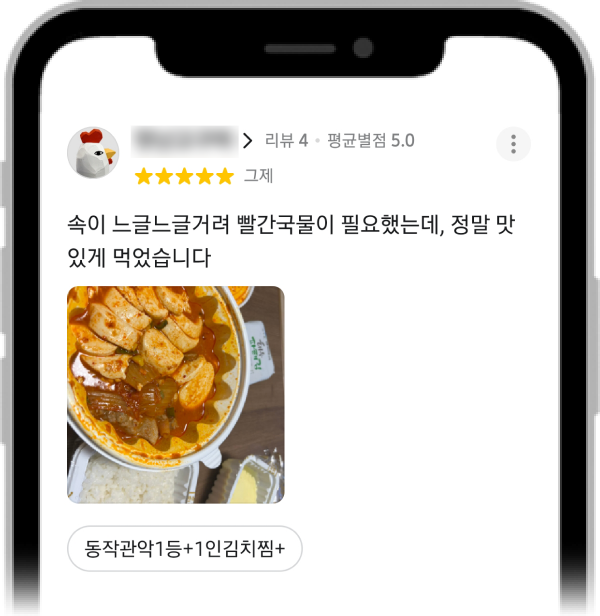 리뷰 4 • 평균별점 5.0
그제
속이 느글느글거려 빨간국물이 필요했는데, 정말 맛
있게 먹었습니다
동작관악1등+1인김치찜+